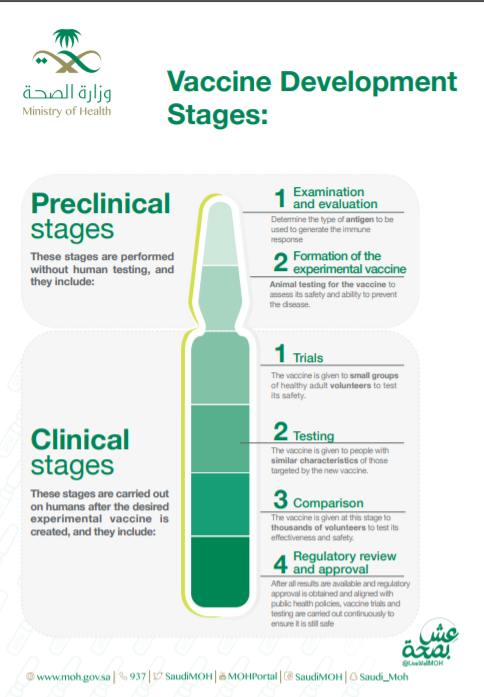 وزارة الصحة
Ministry of Health
Vaccine Development
Stages:
Preclinical
stages
These stages are performed
without human testing, and
they include:
1 Examination
and evaluation
Determine the type of antigen to be
used to generate the immune
response
2 Formation of the
experimental vaccine
Animal testing for the vaccine to
assess its safety and ability to prevent
the disease.
Clinical
stages
These stages are carried out
on humans after the desired
experimental vaccine is
created, and they include:
1 Trials
The vaccine is given to small groups
of healthy adult volunteers to test
its safety.
2 Testing
The vaccine is given to people with
similar characteristics of those
targeted by the new vaccine.
3 Comparison
The vaccine is given at this stage to
thousands of volunteers to test its
effectiveness and safety.
4 Regulatory review
and approval
After all results are available and regulatory
approval is obtained and aligned with
public health policies, vaccine trials and
testing are carried out continuously to
ensure it is still safe
عش
بصحة
@LiveWellMOH
www.moh.gov.sa | 937 | SaudiMOH | MOHPortal | SaudiMOH | Saudi_Moh